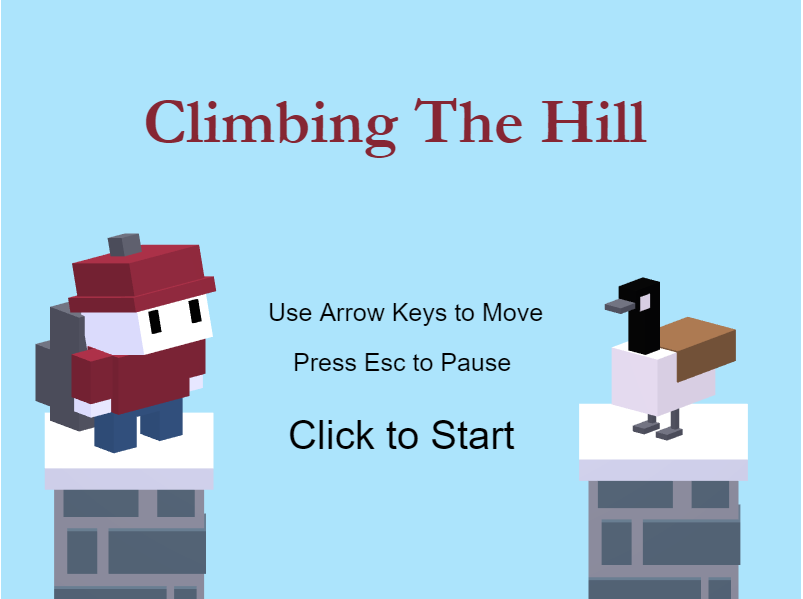 Climbing The Hill
Use Arrow Keys to Move
Press Esc to Pause
Click to Start